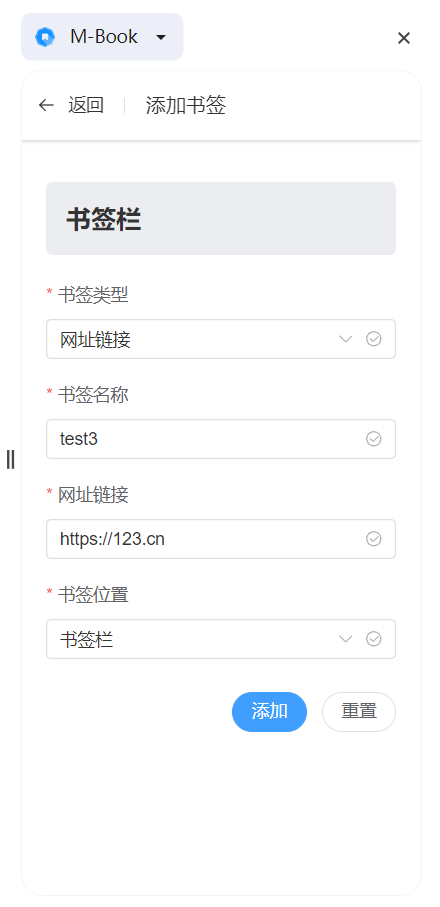 M-Book
返回 添加书签
书签栏
* 书签类型
网址链接
* 书签名称
test3
* 网址链接
https://123.cn
* 书签位置
书签栏
添加 重置